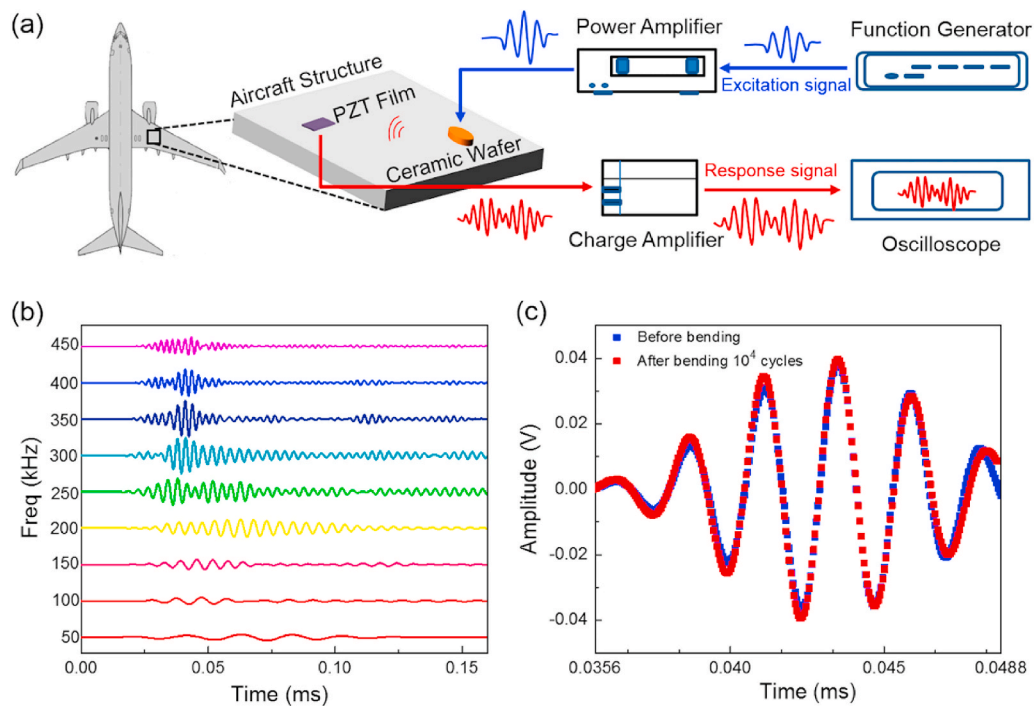 (a)
Power Amplifier
Function Generator
Excitation signal
Aircraft Structure
PZT Film
Ceramic Wafer
Response signal
Charge Amplifier
Oscilloscope
(b)
Freq (kHz)
450
400
350
300
250
200
150
100
50
0.00
0.05
0.10
0.15
Time (ms)
(c)
Before bending
After bending 10⁴ cycles
Amplitude (V)
0.04
0.02
0.00
-0.02
-0.04
0.0356
0.040
0.045
0.0488
Time (ms)